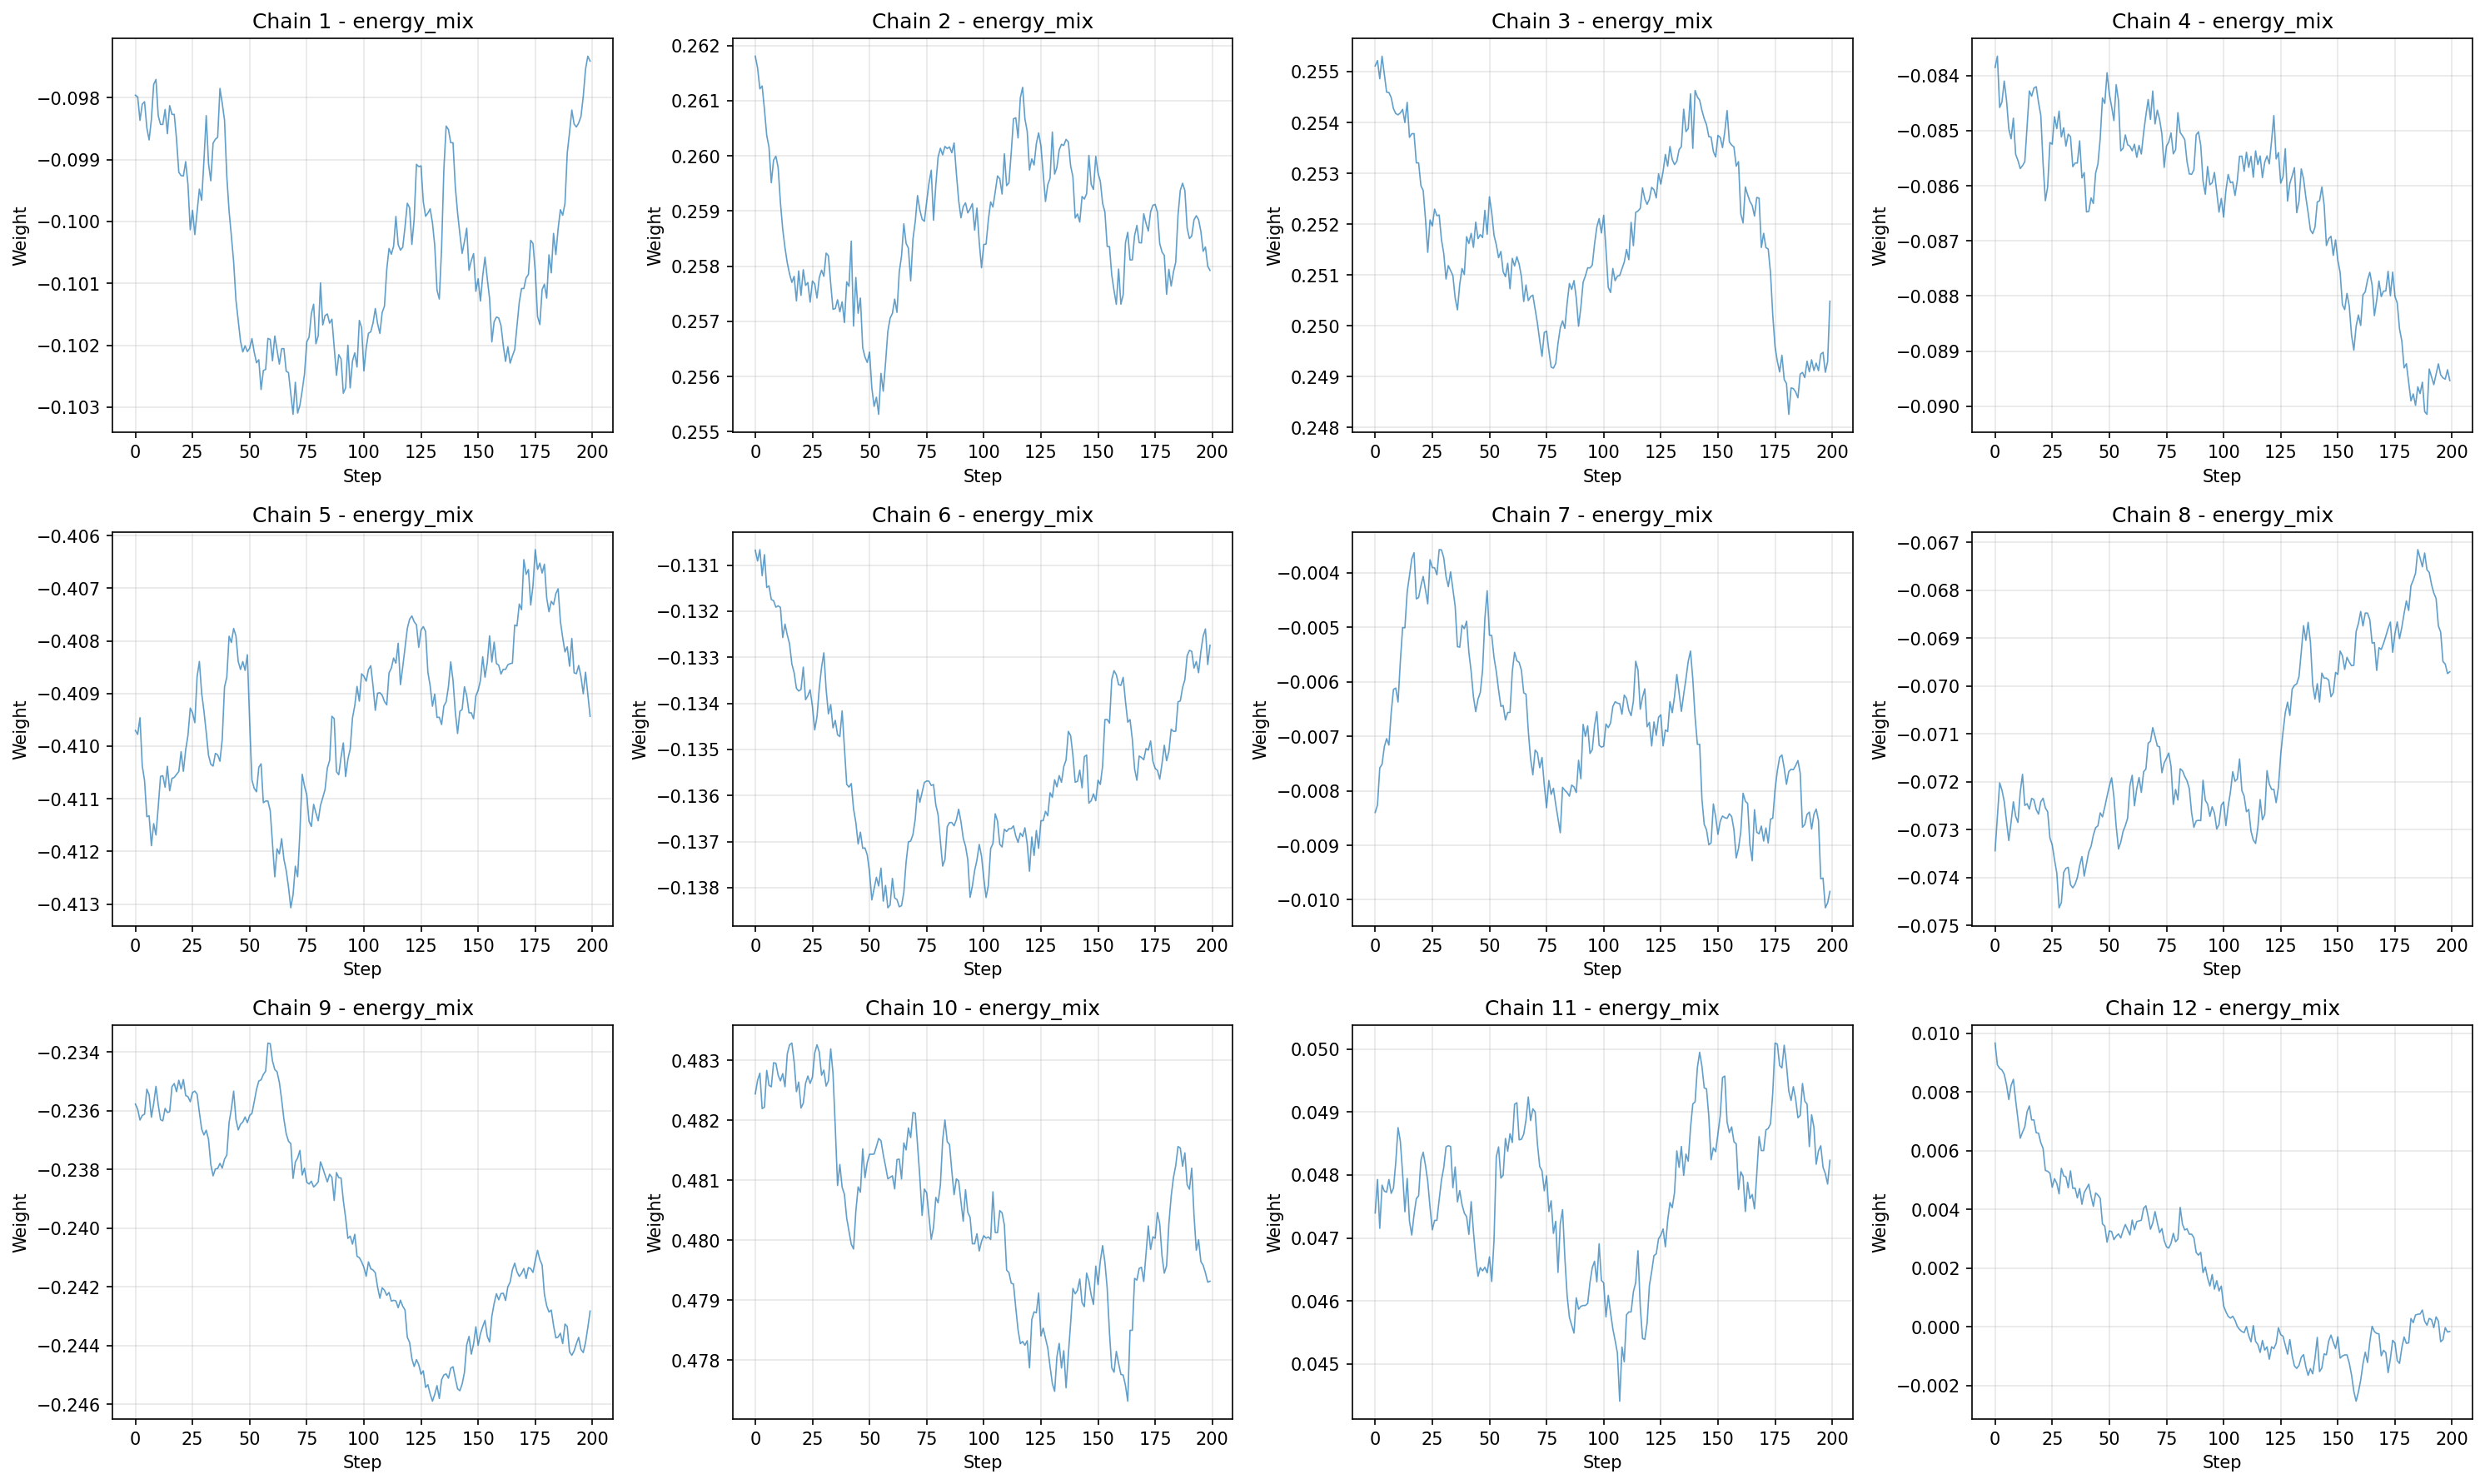 Chain 1 - energy_mix
Weight
−0.098
−0.099
−0.100
−0.101
−0.102
−0.103
0 25 50 75 100 125 150 175 200
Step
Chain 2 - energy_mix
Weight
0.262
0.261
0.260
0.259
0.258
0.257
0.256
0.255
0 25 50 75 100 125 150 175 200
Step
Chain 3 - energy_mix
Weight
0.255
0.254
0.253
0.252
0.251
0.250
0.249
0.248
0 25 50 75 100 125 150 175 200
Step
Chain 4 - energy_mix
Weight
−0.084
−0.085
−0.086
−0.087
−0.088
−0.089
−0.090
0 25 50 75 100 125 150 175 200
Step
Chain 5 - energy_mix
Weight
−0.406
−0.407
−0.408
−0.409
−0.410
−0.411
−0.412
−0.413
0 25 50 75 100 125 150 175 200
Step
Chain 6 - energy_mix
Weight
−0.131
−0.132
−0.133
−0.134
−0.135
−0.136
−0.137
−0.138
0 25 50 75 100 125 150 175 200
Step
Chain 7 - energy_mix
Weight
−0.004
−0.005
−0.006
−0.007
−0.008
−0.009
−0.010
0 25 50 75 100 125 150 175 200
Step
Chain 8 - energy_mix
Weight
−0.067
−0.068
−0.069
−0.070
−0.071
−0.072
−0.073
−0.074
−0.075
0 25 50 75 100 125 150 175 200
Step
Chain 9 - energy_mix
Weight
−0.234
−0.236
−0.238
−0.240
−0.242
−0.244
−0.246
0 25 50 75 100 125 150 175 200
Step
Chain 10 - energy_mix
Weight
0.483
0.482
0.481
0.480
0.479
0.478
0 25 50 75 100 125 150 175 200
Step
Chain 11 - energy_mix
Weight
0.050
0.049
0.048
0.047
0.046
0.045
0 25 50 75 100 125 150 175 200
Step
Chain 12 - energy_mix
Weight
0.010
0.008
0.006
0.004
0.002
0.000
−0.002
0 25 50 75 100 125 150 175 200
Step